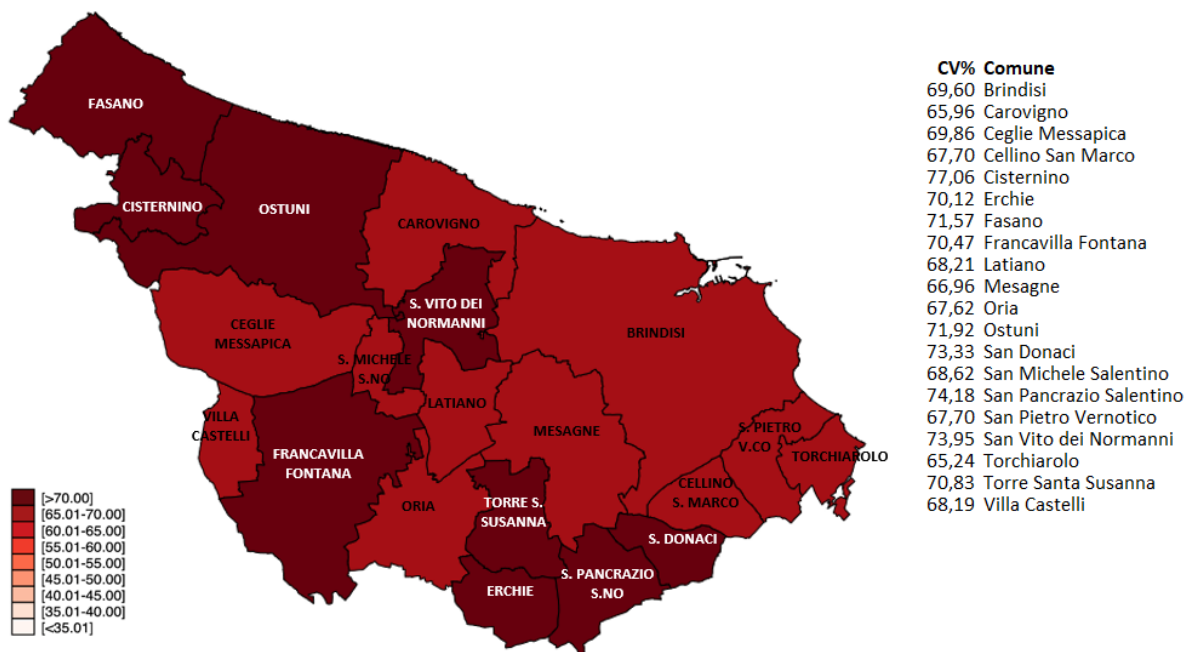 FASANO
CISTERNINO
OSTUNI
CAROVIGNO
S. VITO DEI
NORMANNI
CEGLIE
MESSAPICA
S. MICHELE
S.NO
BRINDISI
VILLA
CASTELLI
LATIANO
MESAGNE
FRANCAVILLA
FONTANA
S. PIETRO
V.CO
TORCHIAROLO
CELLINO
S. MARCO
ORIA
TORRE S.
SUSANNA
S. DONACI
S. PANCRAZIO
S.NO
ERCHIE
[>70.00]
[65.01-70.00]
[60.01-65.00]
[55.01-60.00]
[50.01-55.00]
[45.01-50.00]
[40.01-45.00]
[35.01-40.00]
[<35.01]
CV% Comune
69,60 Brindisi
65,96 Carovigno
69,86 Ceglie Messapica
67,70 Cellino San Marco
77,06 Cisternino
70,12 Erchie
71,57 Fasano
70,47 Francavilla Fontana
68,21 Latiano
66,96 Mesagne
67,62 Oria
71,92 Ostuni
73,33 San Donaci
68,62 San Michele Salentino
74,18 San Pancrazio Salentino
67,70 San Pietro Vernotico
73,95 San Vito dei Normanni
65,24 Torchiarolo
70,83 Torre Santa Susanna
68,19 Villa Castelli